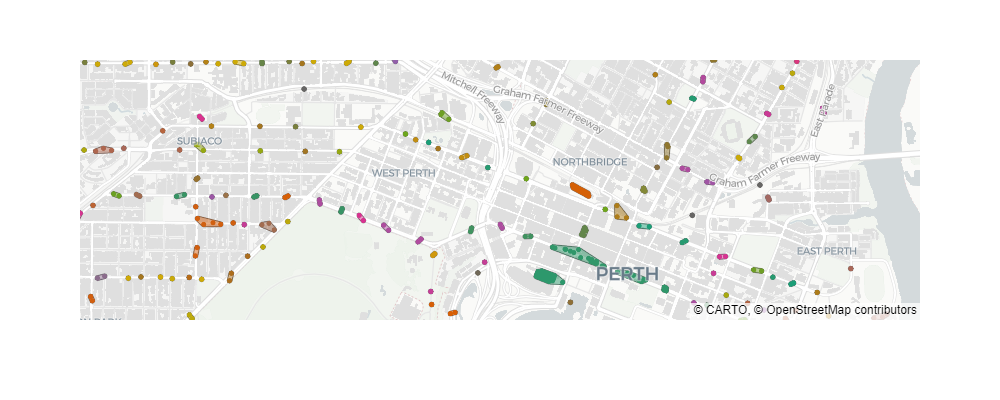 Mitchell Freeway
Graham Farmer Freeway
East Parade
SUBIACO
NORTHBRIDGE
Graham Farmer Freeway
WEST PERTH
EAST PERTH
PERTH
© CARTO, © OpenStreetMap contributors